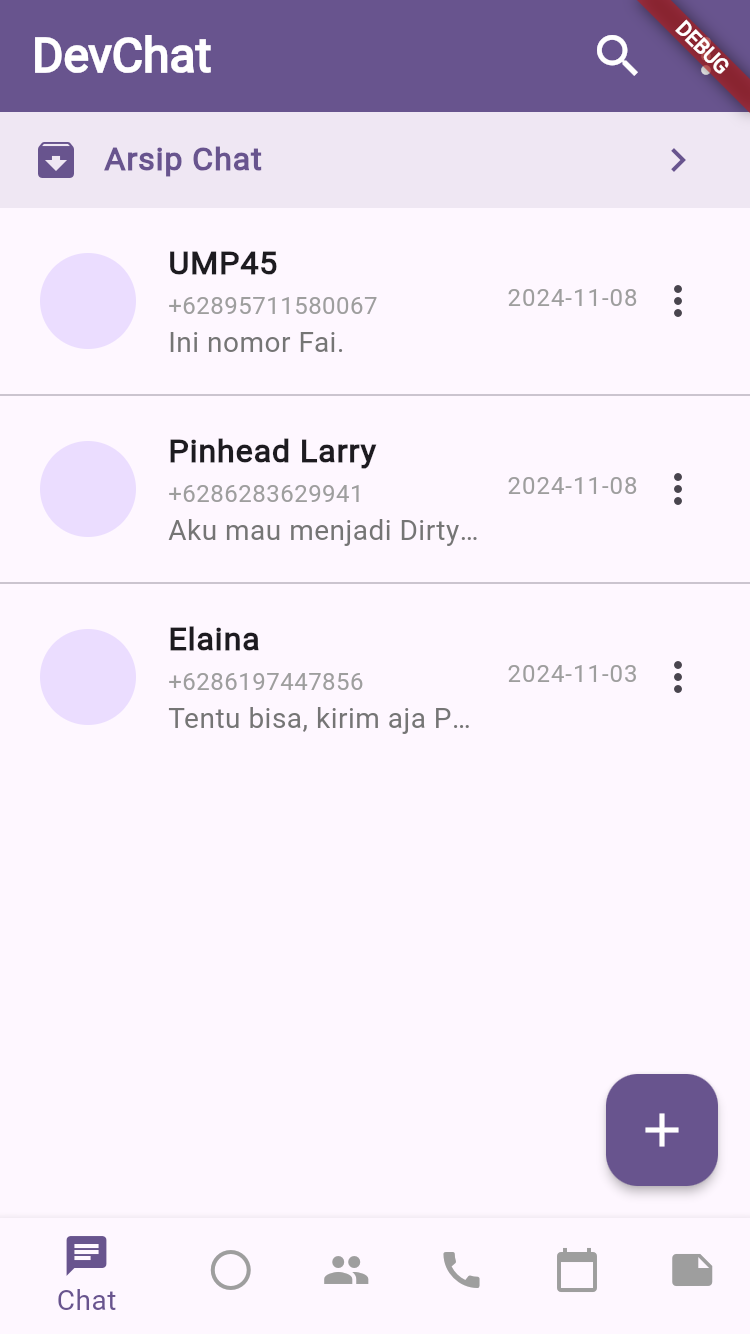 DevChat
DEBUG
Arsip Chat
UMP45
+62895711580067
Ini nomor Fai.
2024-11-08
Pinhead Larry
+6286283629941
Aku mau menjadi Dirty…
2024-11-08
Elaina
+6286197447856
Tentu bisa, kirim aja P…
2024-11-03
Chat